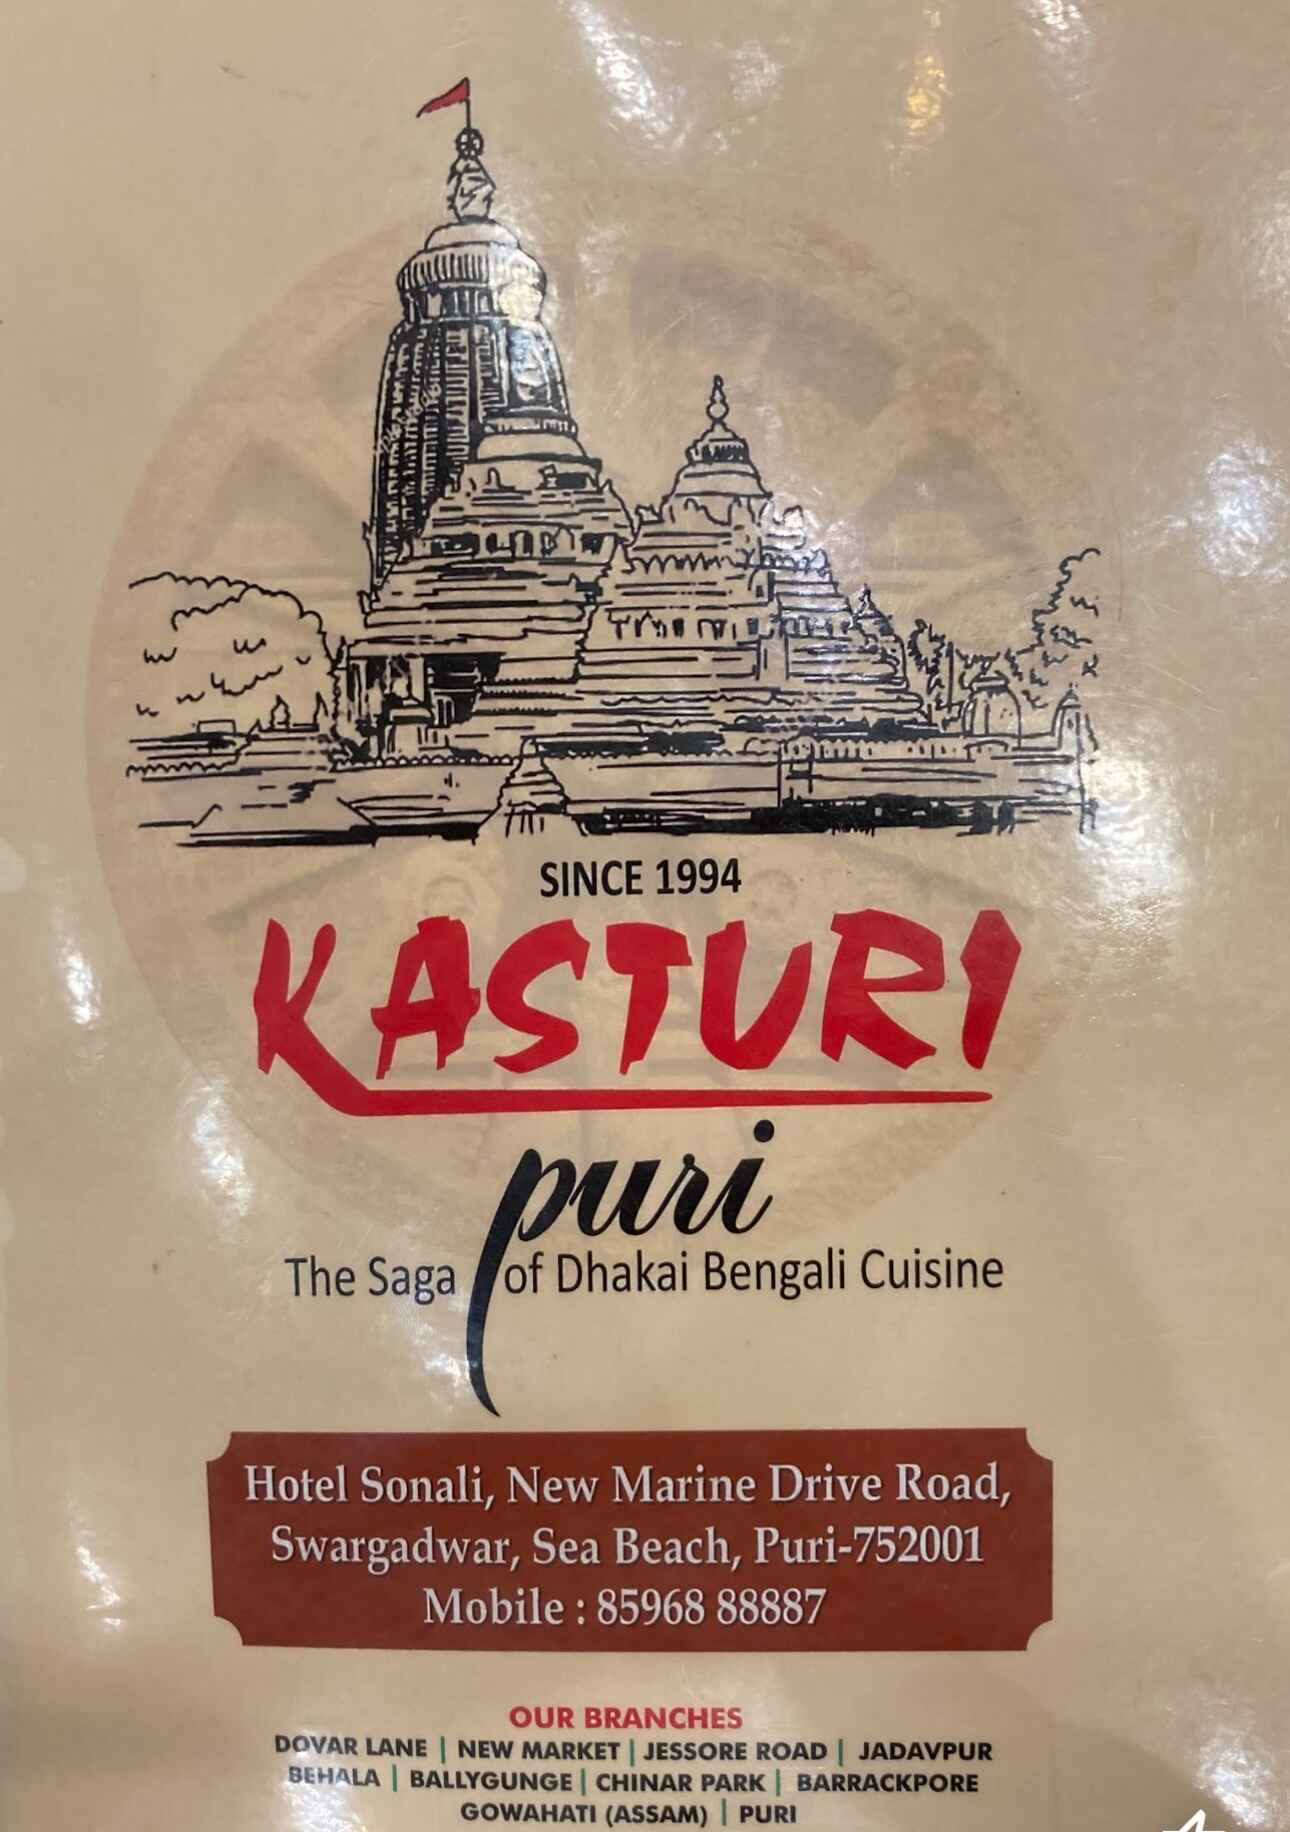 SINCE 1994
KASTURI
puri
The Saga of Dhakai Bengali Cuisine
Hotel Sonali, New Marine Drive Road,
Swargadwar, Sea Beach, Puri-752001
Mobile : 85968 88887
OUR BRANCHES
DOVAR LANE | NEW MARKET | JESSORE ROAD | JADAVPUR
BEHALA | BALLYGUNGE | CHINAR PARK | BARRACKPORE
GOWAHATI (ASSAM) | PURI